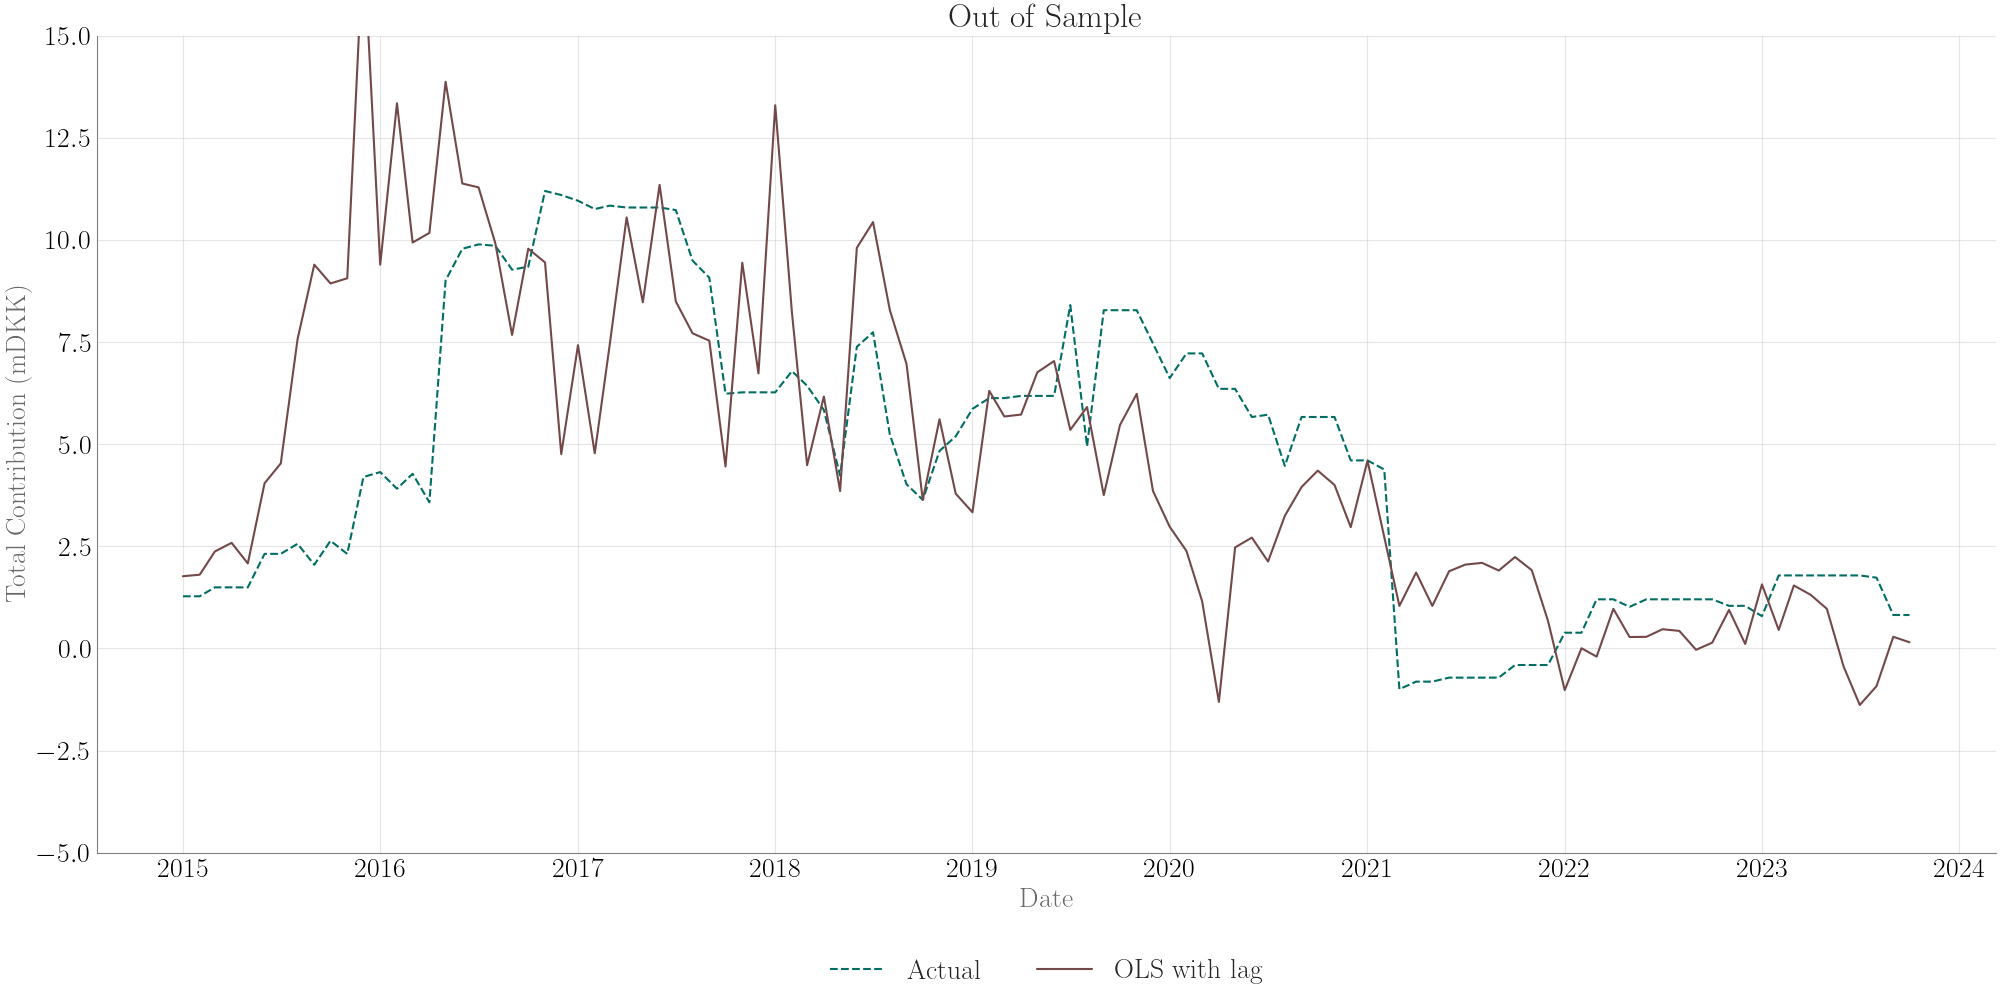 Out of Sample
15.0
12.5
10.0
7.5
5.0
2.5
0.0
−2.5
−5.0
Total Contribution (mDKK)
2015 2016 2017 2018 2019 2020 2021 2022 2023 2024
Date
Actual OLS with lag